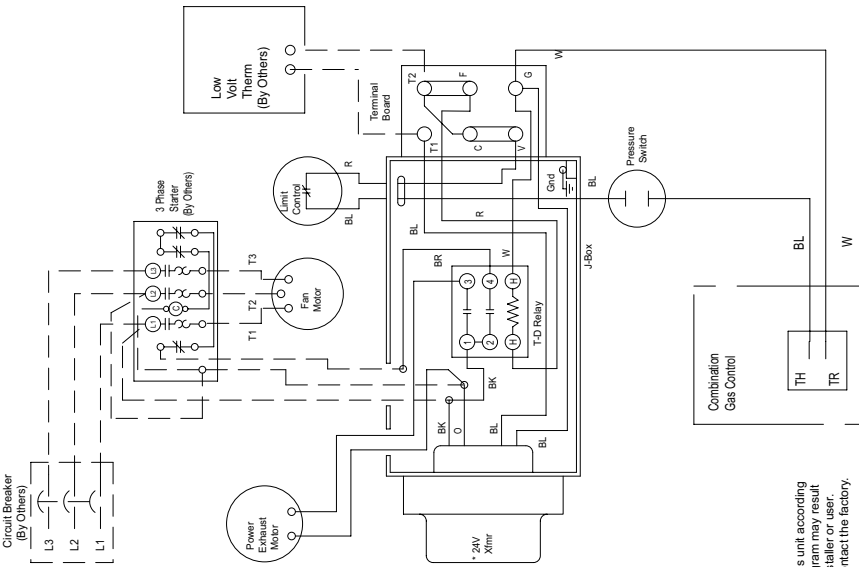 Circuit Breaker
(By Others)
L3
L2
L1
3 Phase
Starter
(By Others)
L1
L2
L3
C
T1
T2
T3
Fan
Motor
Low
Volt
Therm
(By Others)
Limit
Control
R
BL
Terminal
Board
T2
F
G
T1
C
V
W
BL
BR
R
W
Gnd
BL
J-Box
Pressure
Switch
1
2
3
4
H
H
T-D Relay
BK
BK
O
BL
BL
Power
Exhaust
Motor
* 24V
Xfmr
Combination
Gas Control
TH
TR
BL
W
s unit according
gram may result
staller or user.
ntact the factory.